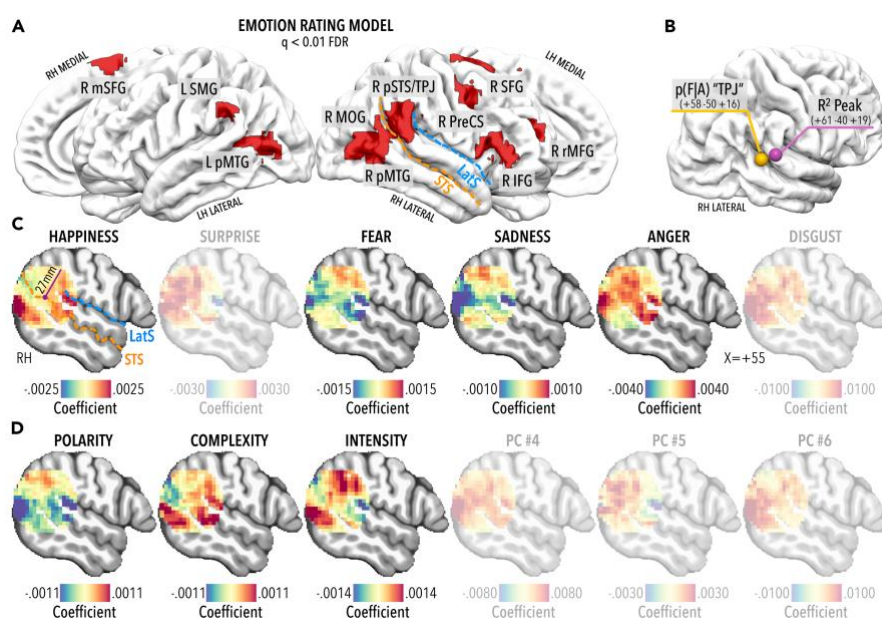 A
EMOTION RATING MODEL
q < 0.01 FDR
B
RH MEDIAL
R mSFG
L SMG
L pMTG
LH LATERAL
LH MEDIAL
R pSTS/TPJ
R SFG
R MOG
R PreCS
R rMFG
R pMTG
STS
LatS
R IFG
RH LATERAL
p(F|A) "TPJ"
(+58 -50 +16)
R² Peak
(+61 -40 +19)
RH LATERAL
C
HAPPINESS SURPRISE FEAR SADNESS ANGER DISGUST
27mm
LatS
STS
RH
X=+55
-.0025 .0025 -.0030 .0030 -.0015 .0015 -.0010 .0010 -.0040 .0040 -.0100 .0100
Coefficient Coefficient Coefficient Coefficient Coefficient Coefficient
D
POLARITY COMPLEXITY INTENSITY PC #4 PC #5 PC #6
-.0011 .0011 -.0011 .0011 -.0014 .0014 -.0080 .0080 -.0030 .0030 -.0100 .0100
Coefficient Coefficient Coefficient Coefficient Coefficient Coefficient